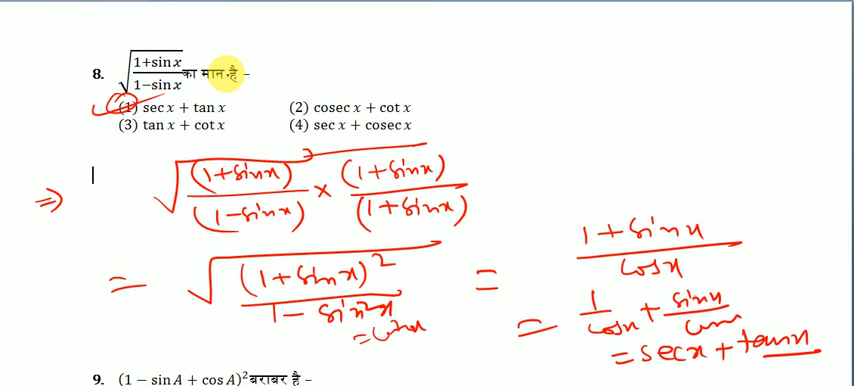 8. √((1+sin x)/(1−sin x)) का मान है −
(1) sec x + tan x (2) cosec x + cot x
(3) tan x + cot x (4) sec x + cosec x
⇒ √((1+sinx)/(1-sinx) × (1+sinx)/(1+sinx))
= √((1+sinx)²/(1-sin²x)) = (1+sinx)/cosx
=cos²x
= 1/cosx + sinx/cosx
= secx + tanx
9. (1 − sin A + cos A)² बराबर है −